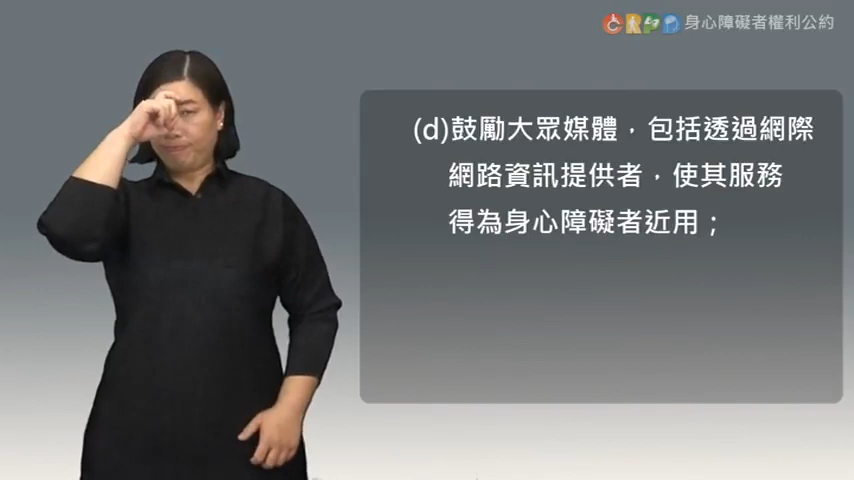 CRPD 身心障礙者權利公約
(d)鼓勵大眾媒體，包括透過網際
網路資訊提供者，使其服務
得為身心障礙者近用；